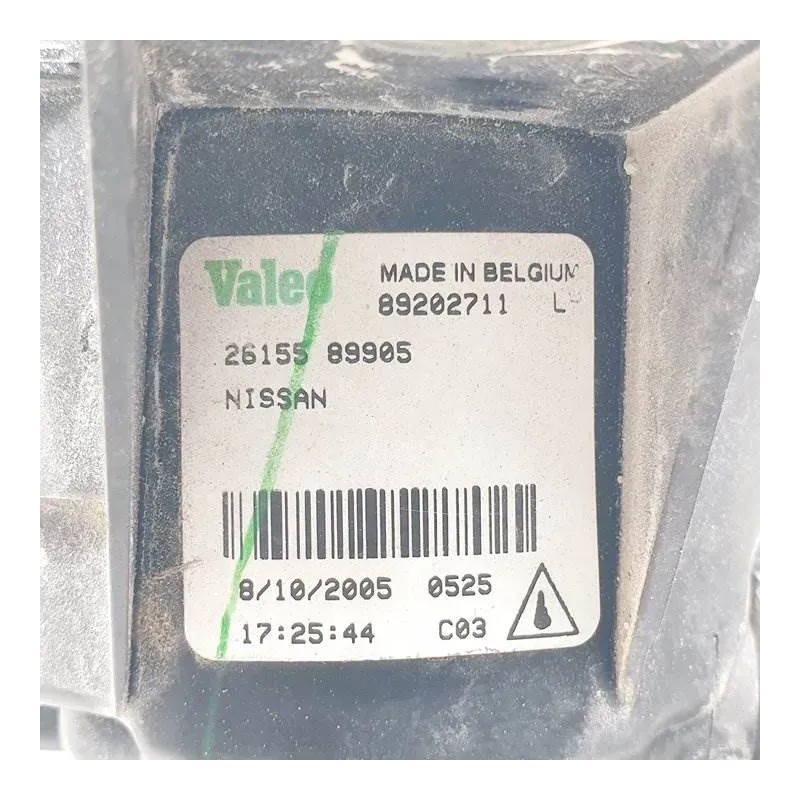 Valeo MADE IN BELGIUM
89202711
26155 89905
NISSAN
8/10/2005 0525
17:25:44 C03